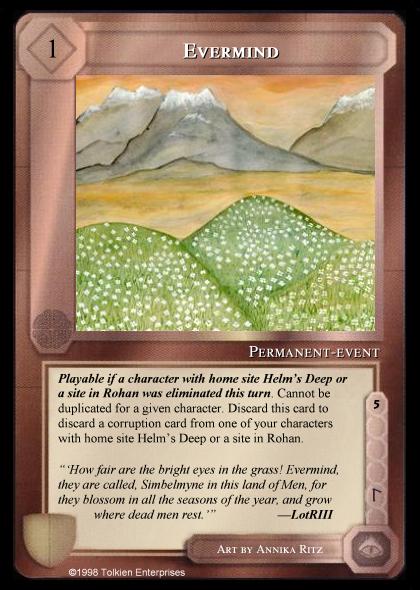 1
EVERMIND
PERMANENT-EVENT
Playable if a character with home site Helm's Deep or
a site in Rohan was eliminated this turn. Cannot be
duplicated for a given character. Discard this card to
discard a corruption card from one of your characters
with home site Helm's Deep or a site in Rohan.
5
“‘How fair are the bright eyes in the grass! Evermind,
they are called, Simbelmyne in this land of Men, for
they blossom in all the seasons of the year, and grow
where dead men rest.’” —LotRIII
ART BY ANNIKA RITZ
©1998 Tolkien Enterprises